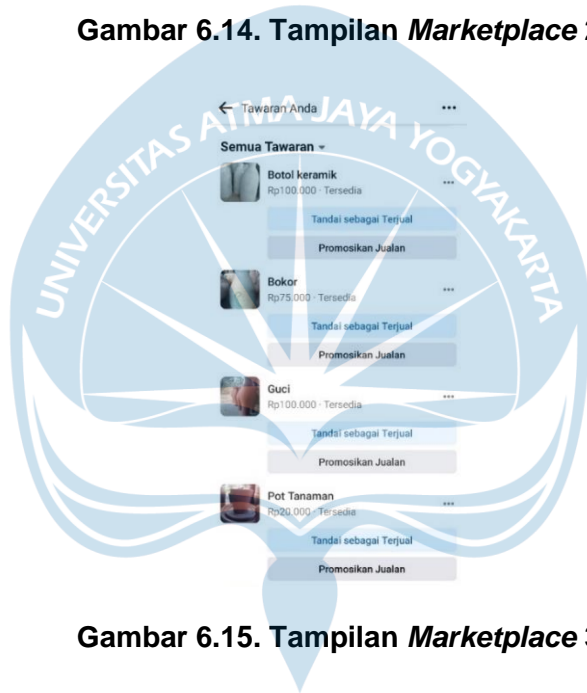 Gambar 6.14. Tampilan Marketplace 2
UNIVERSITAS ATMA JAYA YOGYAKARTA
Tawaran Anda
Semua Tawaran
Botol keramik
Rp100.000 · Tersedia
Tandai sebagai Terjual
Promosikan Jualan
Bokor
Rp75.000 · Tersedia
Tandai sebagai Terjual
Promosikan Jualan
Guci
Rp100.000 · Tersedia
Tandai sebagai Terjual
Promosikan Jualan
Pot Tanaman
Rp20.000 · Tersedia
Tandai sebagai Terjual
Promosikan Jualan
Gambar 6.15. Tampilan Marketplace 3